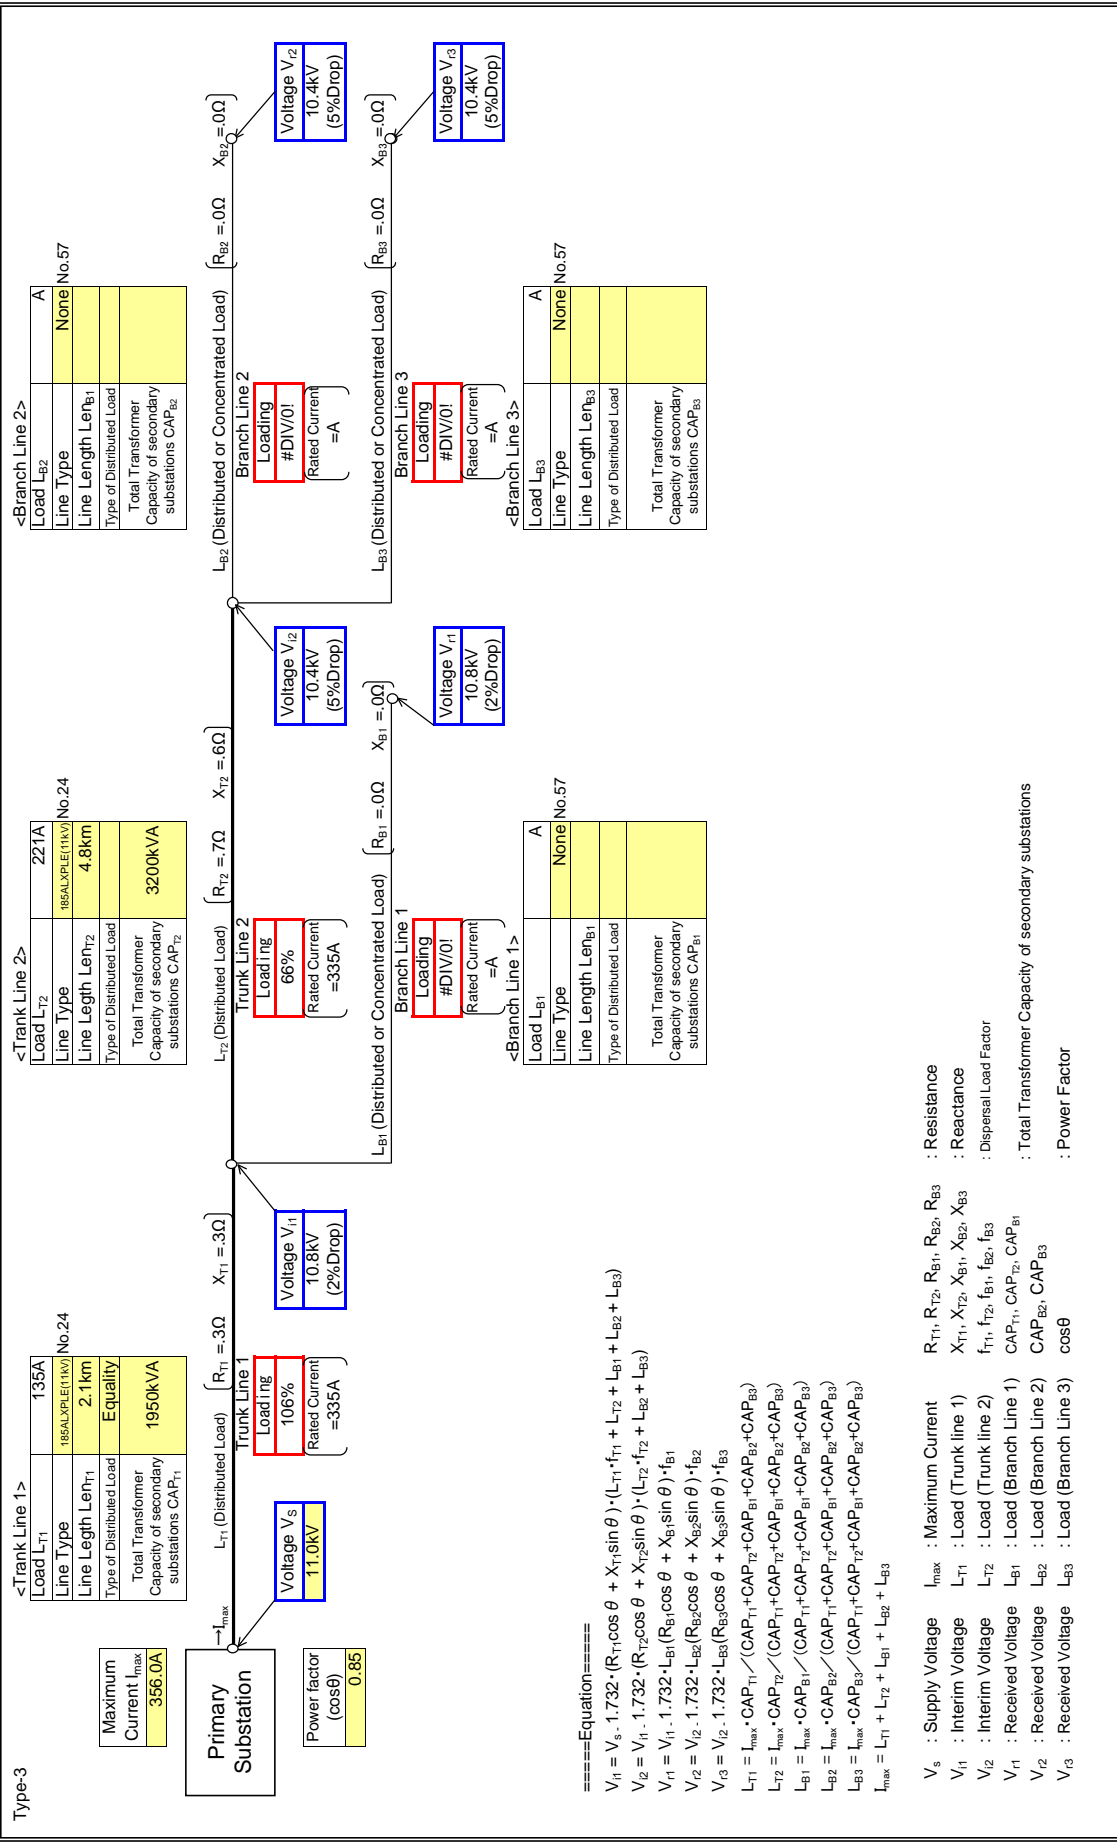 Type-3
<Trank Line 1>
Load LT1 135A
Line Type 185ALXPLE(11kV) No.24
Line Legth LenT1 2.1km
Type of Distributed Load Equality
Total Transformer
Capacity of secondary
substations CAPT1
1950kVA
<Trank Line 2>
Load LT2 221A
Line Type 185ALXPLE(11kV) No.24
Line Legth LenT2 4.8km
Type of Distributed Load
Total Transformer
Capacity of secondary
substations CAPT2
3200kVA
<Branch Line 2>
Load LB2 A
Line Type None No.57
Line Length LenB1
Type of Distributed Load
Total Transformer
Capacity of secondary
substations CAPB2
Maximum
Current Imax
356.0A
Primary
Substation
→Imax
Power factor
(cosθ)
0.85
Voltage VS
11.0kV
LT1 (Distributed Load) RT1 =.3Ω XT1 =.3Ω
Trunk Line 1
Loading
106%
Rated Current
=335A
Voltage Vi1
10.8kV
(2%Drop)
LT2 (Distributed Load) RT2 =.7Ω XT2 =.6Ω
Trunk Line 2
Loading
66%
Rated Current
=335A
Voltage Vi2
10.4kV
(5%Drop)
LB2 (Distributed or Concentrated Load) RB2 =.0Ω XB2 =.0Ω
Branch Line 2
Loading
#DIV/0!
Rated Current
=A
Voltage Vr2
10.4kV
(5%Drop)
LB1 (Distributed or Concentrated Load) RB1 =.0Ω XB1 =.0Ω
Branch Line 1
Loading
#DIV/0!
Rated Current
=A
Voltage Vr1
10.8kV
(2%Drop)
LB3 (Distributed or Concentrated Load) RB3 =.0Ω XB3 =.0Ω
Branch Line 3
Loading
#DIV/0!
Rated Current
=A
Voltage Vr3
10.4kV
(5%Drop)
<Branch Line 1>
Load LB1 A
Line Type None No.57
Line Length LenB1
Type of Distributed Load
Total Transformer
Capacity of secondary
substations CAPB1
<Branch Line 3>
Load LB3 A
Line Type None No.57
Line Length LenB3
Type of Distributed Load
Total Transformer
Capacity of secondary
substations CAPB3
=====Equation=====
Vi1 = Vs - 1.732•(RT1cos θ + XT1sin θ)•(LT1•fT1 + LT2 + LB1 + LB2 + LB3)
Vi2 = Vi1 - 1.732•(RT2cos θ + XT2sin θ)•(LT2•fT2 + LB2 + LB3)
Vr1 = Vi1 - 1.732•LB1(RB1cos θ + XB1sin θ)•fB1
Vr2 = Vi2 - 1.732•LB2(RB2cos θ + XB2sin θ)•fB2
Vr3 = Vi2 - 1.732•LB3(RB3cos θ + XB3sin θ)•fB3
LT1 = Imax•CAPT1／(CAPT1+CAPT2+CAPB1+CAPB2+CAPB3)
LT2 = Imax•CAPT2／(CAPT1+CAPT2+CAPB1+CAPB2+CAPB3)
LB1 = Imax•CAPB1／(CAPT1+CAPT2+CAPB1+CAPB2+CAPB3)
LB2 = Imax•CAPB2／(CAPT1+CAPT2+CAPB1+CAPB2+CAPB3)
LB3 = Imax•CAPB3／(CAPT1+CAPT2+CAPB1+CAPB2+CAPB3)
Imax = LT1 + LT2 + LB1 + LB2 + LB3
Vs : Supply Voltage Imax : Maximum Current RT1, RT2, RB1, RB2, RB3 : Resistance
Vi1 : Interim Voltage LT1 : Load (Trunk line 1) XT1, XT2, XB1, XB2, XB3 : Reactance
Vi2 : Interim Voltage LT2 : Load (Trunk line 2) fT1, fT2, fB1, fB2, fB3 : Dispersal Load Factor
Vr1 : Received Voltage LB1 : Load (Branch Line 1) CAPT1, CAPT2, CAPB1
Vr2 : Received Voltage LB2 : Load (Branch Line 2) CAPB2, CAPB3 : Total Transformer Capacity of secondary substations
Vr3 : Received Voltage LB3 : Load (Branch Line 3) cosθ : Power Factor